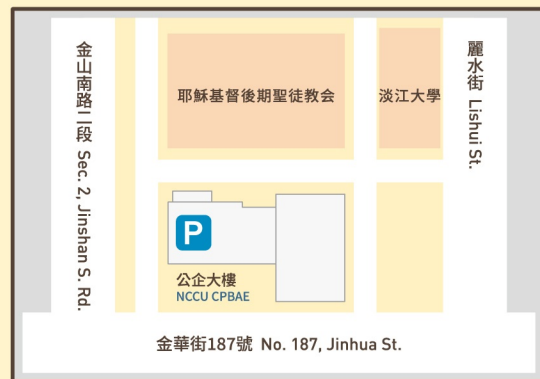 金山南路二段 Sec. 2, Jinshan S. Rd.
耶穌基督後期聖徒教会
淡江大學
麗水街 Lishui St.
P
公企大樓
NCCU CPBAE
金華街187號 No. 187, Jinhua St.